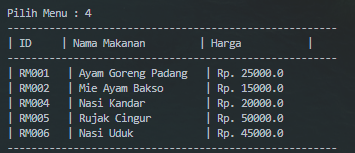 Pilih Menu : 4
--------------------------------------------------
| ID | Nama Makanan | Harga |
--------------------------------------------------
| RM001 | Ayam Goreng Padang | Rp. 25000.0
| RM002 | Mie Ayam Bakso | Rp. 15000.0
| RM004 | Nasi Kandar | Rp. 20000.0
| RM005 | Rujak Cingur | Rp. 50000.0
| RM006 | Nasi Uduk | Rp. 45000.0
--------------------------------------------------